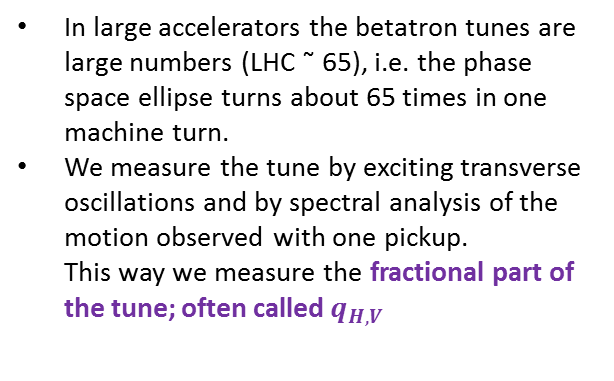 • In large accelerators the betatron tunes are
large numbers (LHC ~ 65), i.e. the phase
space ellipse turns about 65 times in one
machine turn.
• We measure the tune by exciting transverse
oscillations and by spectral analysis of the
motion observed with one pickup.
This way we measure the fractional part of
the tune; often called q_{H,V}